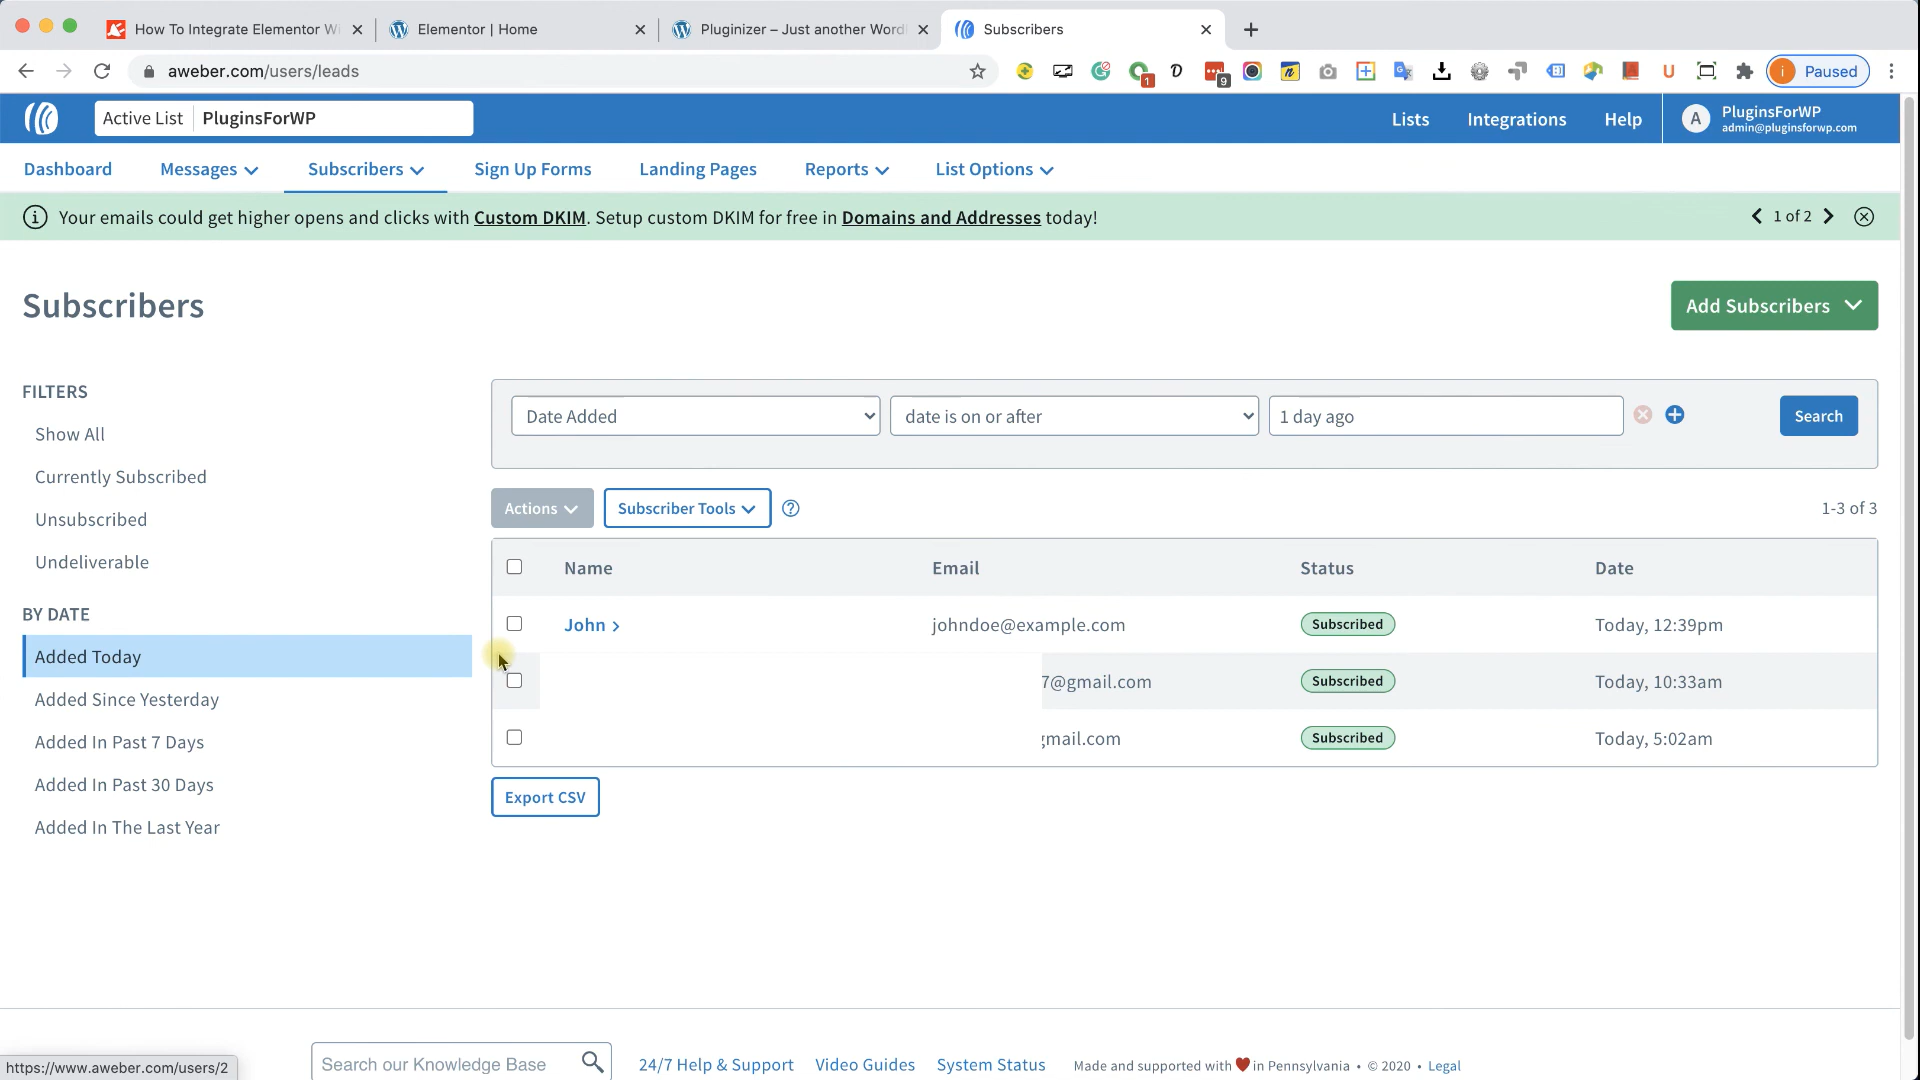 How To Integrate Elementor Wi
Elementor | Home
Pluginizer – Just another Word
Subscribers
aweber.com/users/leads
1
9
i Paused
Active List PluginsForWP
Lists
Integrations
Help
A
PluginsForWP
admin@pluginsforwp.com
Dashboard
Messages
Subscribers
Sign Up Forms
Landing Pages
Reports
List Options
Your emails could get higher opens and clicks with Custom DKIM. Setup custom DKIM for free in Domains and Addresses today!
1 of 2
Subscribers
Add Subscribers
FILTERS
Show All
Currently Subscribed
Unsubscribed
Undeliverable
BY DATE
Added Today
Added Since Yesterday
Added In Past 7 Days
Added In Past 30 Days
Added In The Last Year
Date Added
date is on or after
1 day ago
Search
Actions
Subscriber Tools
1-3 of 3
Name Email Status Date
John > johndoe@example.com Subscribed Today, 12:39pm
7@gmail.com Subscribed Today, 10:33am
gmail.com Subscribed Today, 5:02am
Export CSV
https://www.aweber.com/users/2
Search our Knowledge Base
24/7 Help & Support
Video Guides
System Status
Made and supported with ❤ in Pennsylvania • © 2020 • Legal